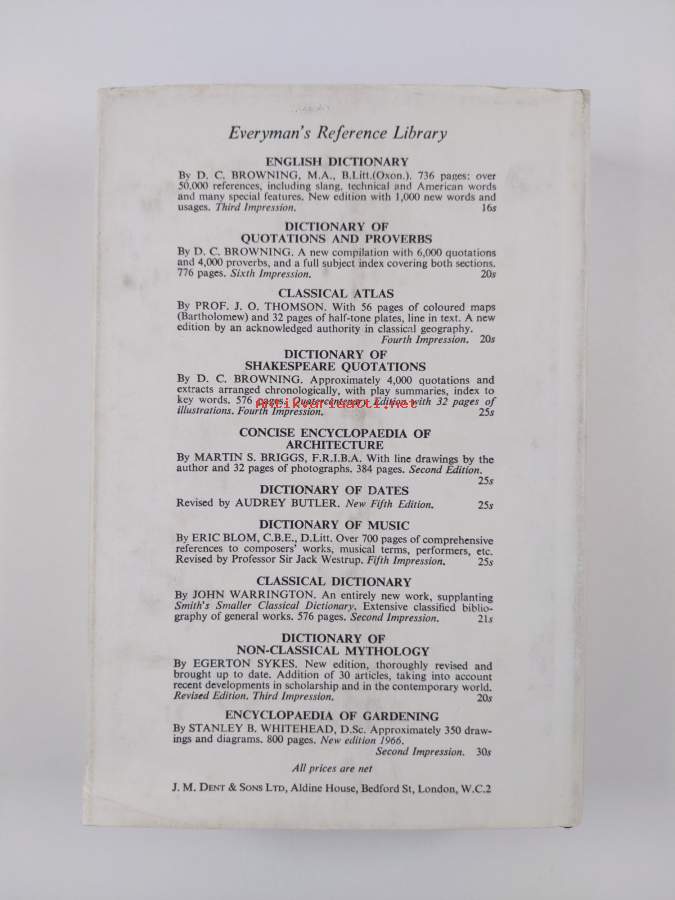 Everyman's Reference Library
ENGLISH DICTIONARY
By D. C. BROWNING, M.A., B.Litt.(Oxon.). 736 pages: over
50,000 references, including slang, technical and American words
and many special features. New edition with 1,000 new words and
usages. Third Impression. 16s
DICTIONARY OF
QUOTATIONS AND PROVERBS
By D. C. BROWNING. A new compilation with 6,000 quotations
and 4,000 proverbs, and a full subject index covering both sections.
776 pages. Sixth Impression. 20s
CLASSICAL ATLAS
By PROF. J. O. THOMSON. With 56 pages of coloured maps
(Bartholomew) and 32 pages of half-tone plates, line in text. A new
edition by an acknowledged authority in classical geography.
Fourth Impression. 20s
DICTIONARY OF
SHAKESPEARE QUOTATIONS
By D. C. BROWNING. Approximately 4,000 quotations and
extracts arranged chronologically, with play summaries, index to
key words. 576 pages. Quatercentenary Edition with 32 pages of
antikvariaatti.net
illustrations. Fourth Impression. 25s
CONCISE ENCYCLOPAEDIA OF
ARCHITECTURE
By MARTIN S. BRIGGS, F.R.I.B.A. With line drawings by the
author and 32 pages of photographs. 384 pages. Second Edition.
25s
DICTIONARY OF DATES
Revised by AUDREY BUTLER. New Fifth Edition. 25s
DICTIONARY OF MUSIC
By ERIC BLOM, C.B.E., D.Litt. Over 700 pages of comprehensive
references to composers' works, musical terms, performers, etc.
Revised by Professor Sir Jack Westrup. Fifth Impression. 25s
CLASSICAL DICTIONARY
By JOHN WARRINGTON. An entirely new work, supplanting
Smith's Smaller Classical Dictionary. Extensive classified biblio-
graphy of general works. 576 pages. Second Impression. 21s
DICTIONARY OF
NON-CLASSICAL MYTHOLOGY
By EGERTON SYKES. New edition, thoroughly revised and
brought up to date. Addition of 30 articles, taking into account
recent developments in scholarship and in the contemporary world.
Revised Edition. Third Impression. 20s
ENCYCLOPAEDIA OF GARDENING
By STANLEY B. WHITEHEAD, D.Sc. Approximately 350 draw-
ings and diagrams. 800 pages. New edition 1966.
Second Impression. 30s
All prices are net
J. M. DENT & SONS LTD, Aldine House, Bedford St, London, W.C.2